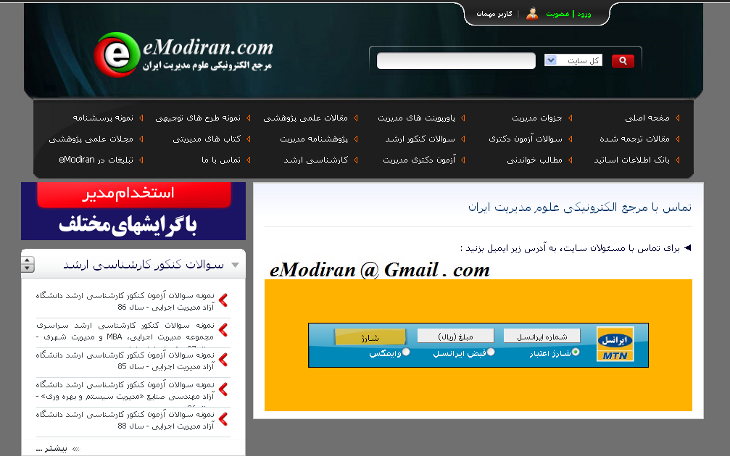 ورود | عضویت | کاربر مهمان
eModiran.com
مرجع الکترونیکی علوم مدیریت ایران
کل سایت
صفحه اصلی
جزوات مدیریت
پاورپوینت های مدیریت
مقالات علمی پژوهشی
نمونه طرح های توجیهی
نمونه پرسشنامه
مقالات ترجمه شده
سوالات آزمون دکتری
سوالات کنکور ارشد
پژوهشنامه مدیریت
کتاب های مدیریتی
مجلات علمی پژوهشی
بانک اطلاعات اساتید
مطالب خواندنی
آزمون دکتری مدیریت
کارشناسی ارشد
تماس با ما
تبلیغات در eModiran
تماس با مرجع الکترونیکی علوم مدیریت ایران
برای تماس با مسئولان سایت، به آدرس زیر ایمیل بزنید :
eModiran @ Gmail . com
ایرانسل
MTN
شماره ایرانسل
مبلغ (ریال)
شارژ
شارژ اعتبار
قبض ایرانسل
وایمکس
استخدام مدیر
با گرایشهای مختلف
سوالات کنکور کارشناسی ارشد
نمونه سوالات آزمون کنکور کارشناسی ارشد دانشگاه
آزاد مدیریت اجرایی - سال 86
نمونه سوالات کنکور کارشناسی ارشد سراسری
مجموعه مدیریت اجرایی، MBA و مدیریت شهری -
نمونه سوالات آزمون کنکور کارشناسی ارشد دانشگاه
آزاد مدیریت اجرایی - سال 85
نمونه سوالات آزمون کنکور کارشناسی ارشد دانشگاه
آزاد مهندسی صنایع «مدیریت سیستم و بهره وری» -
نمونه سوالات آزمون کنکور کارشناسی ارشد دانشگاه
آزاد مدیریت اجرایی - سال 88
بیشتر ...